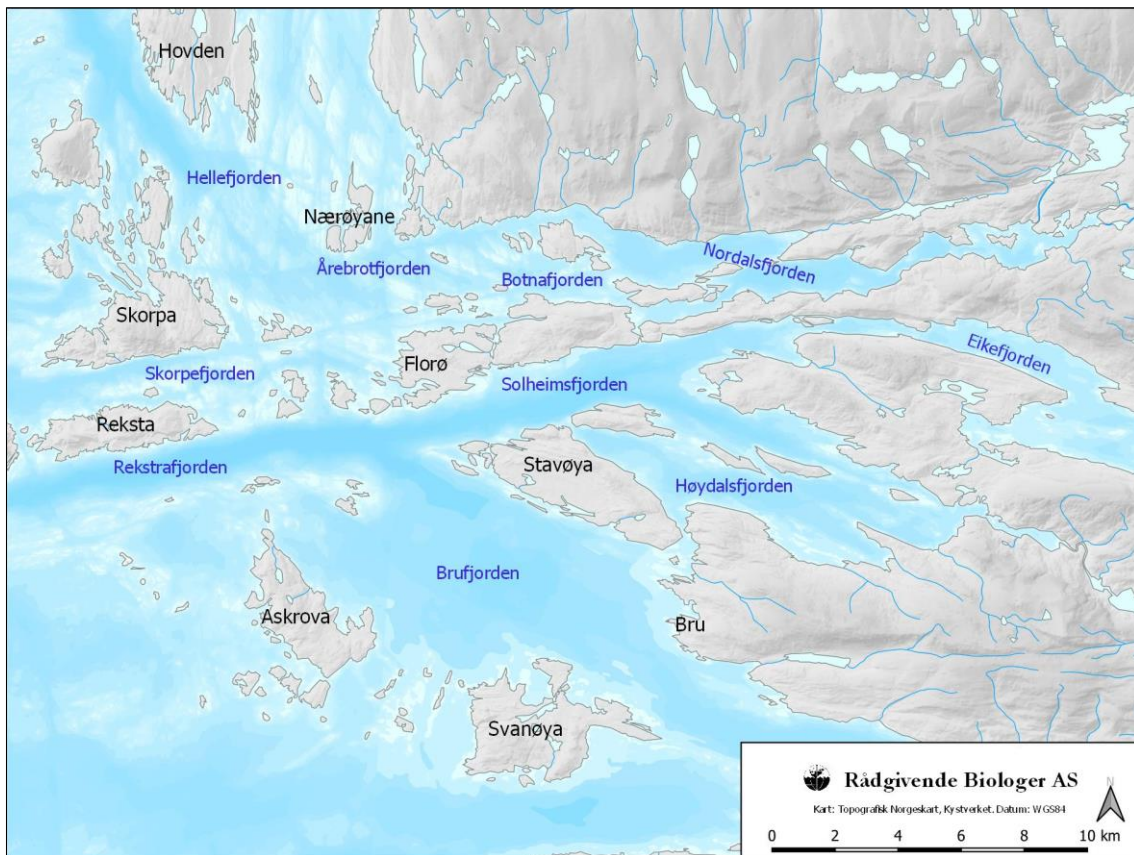 Hovden
Hellefjorden
Nærøyane
Årebrotfjorden
Botnafjorden
Nordalsfjorden
Skorpa
Eikefjorden
Florø
Skorpefjorden
Solheimsfjorden
Reksta
Rekstrafjorden
Stavøya
Høydalsfjorden
Brufjorden
Askrova
Bru
Svanøya
Rådgivende Biologer AS
N
Kart: Topografisk Norgeskart, Kystverket. Datum: WGS84
0 2 4 6 8 10 km